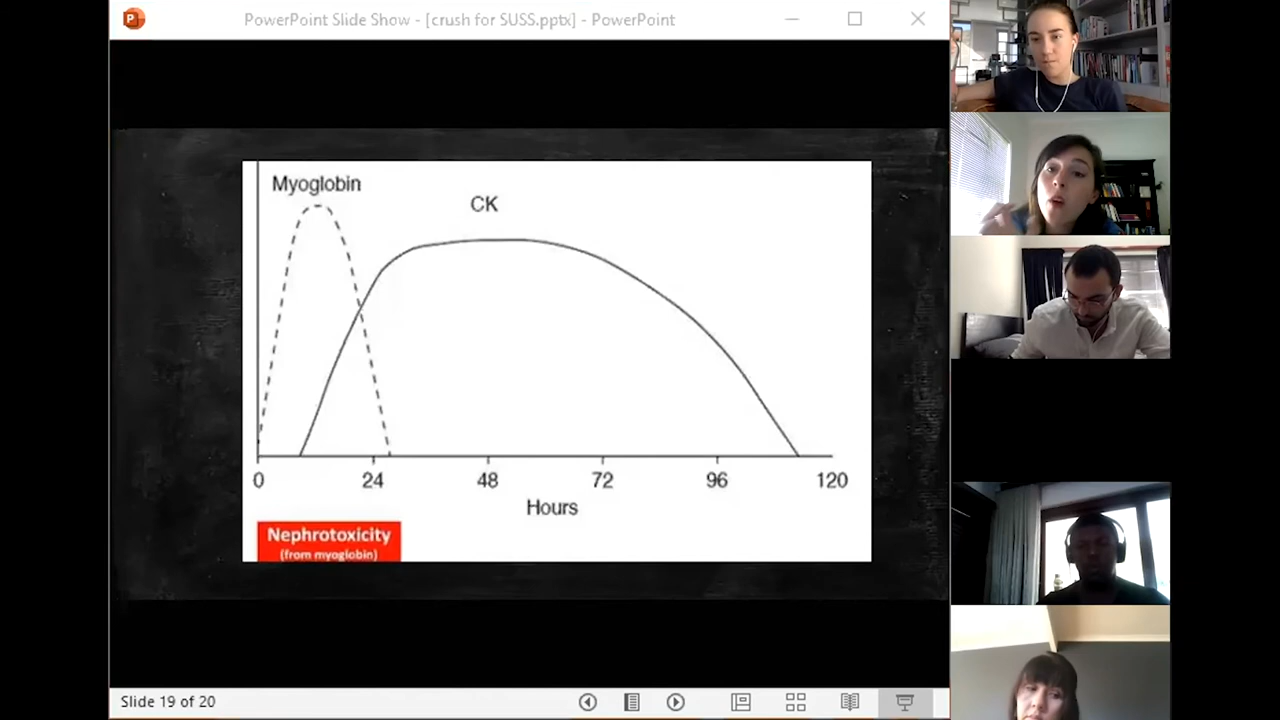 PowerPoint Slide Show - [crush for SUSS.pptx] - PowerPoint
Myoglobin
CK
0 24 48 72 96 120
Hours
Nephrotoxicity
(from myoglobin)
Slide 19 of 20